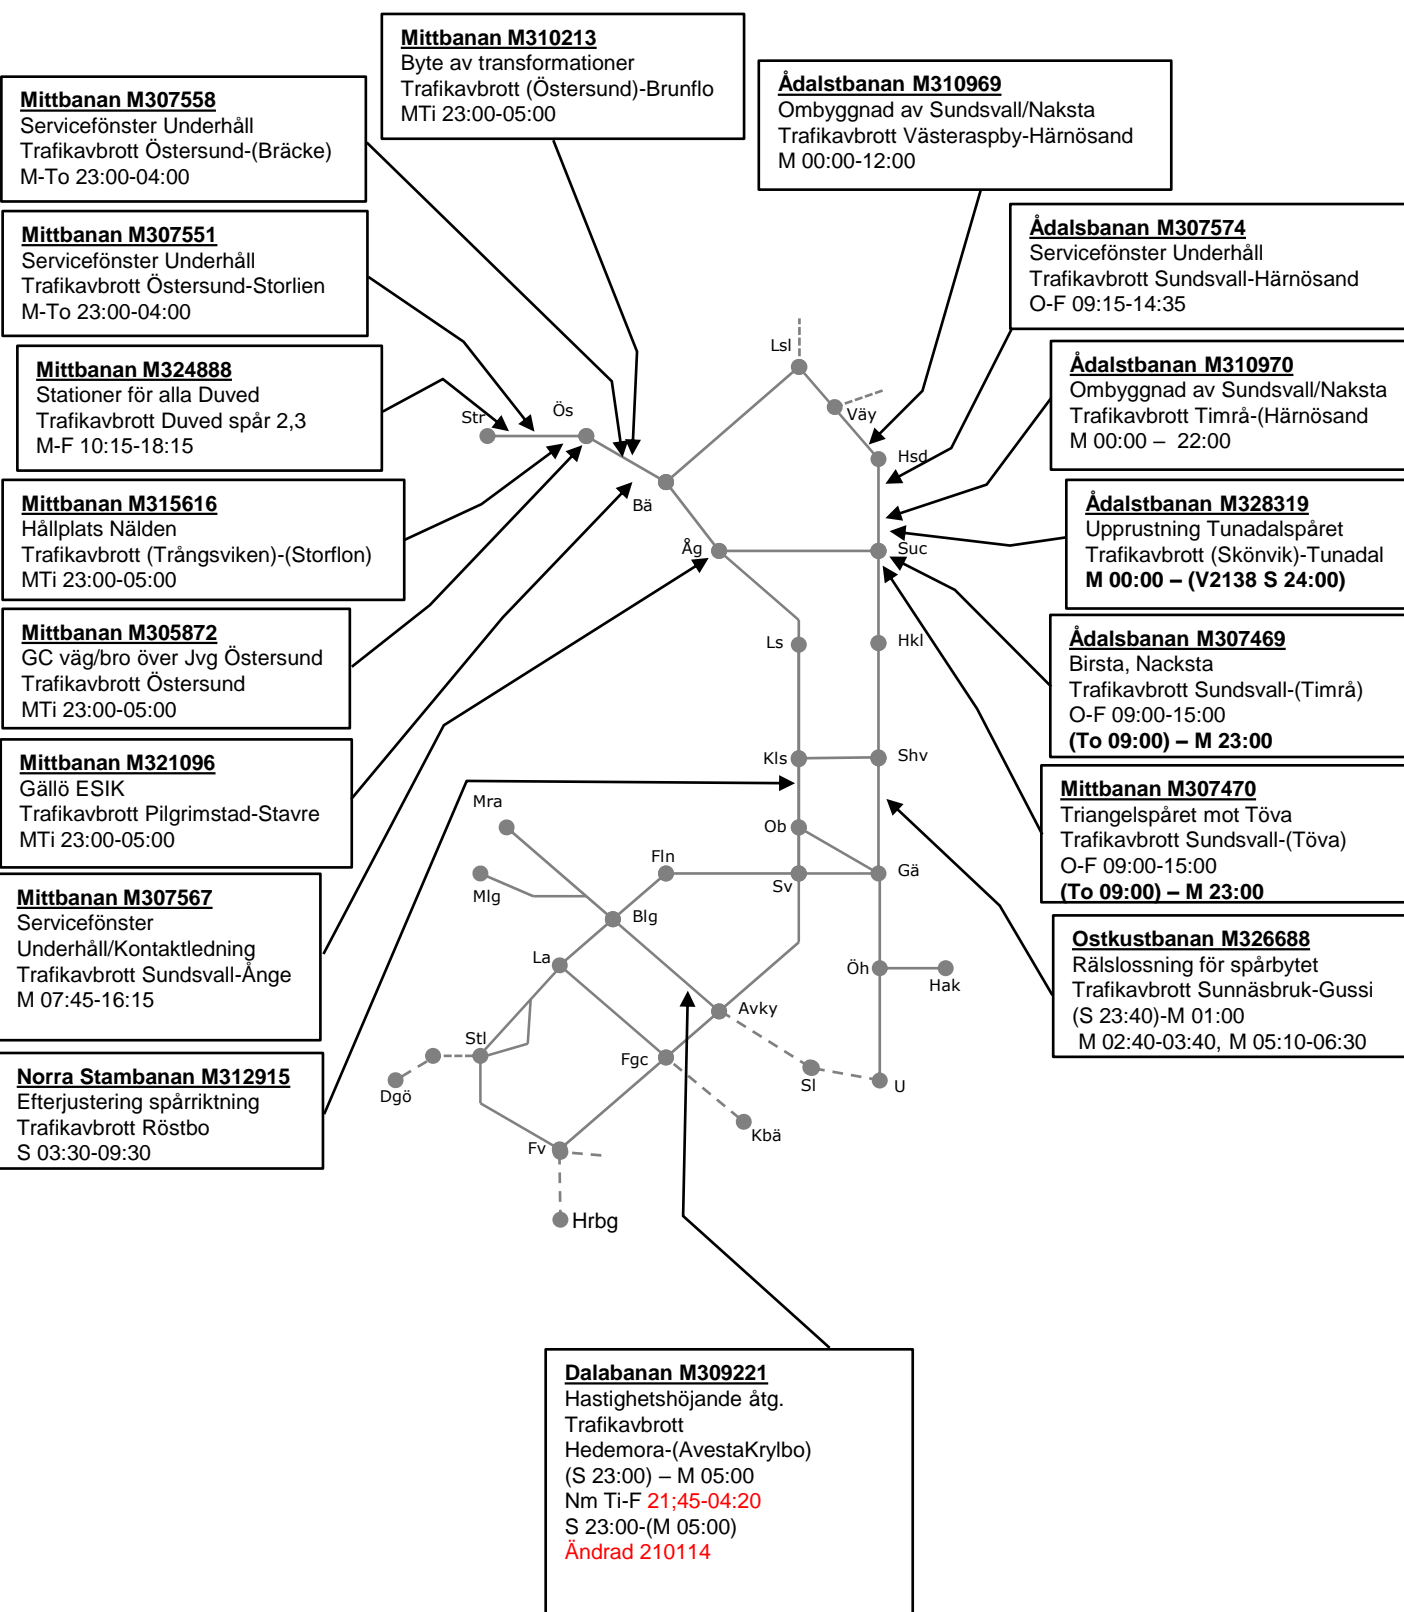 Mittbanan M310213
Byte av transformationer
Trafikavbrott (Östersund)-Brunflo
MTi 23:00-05:00
Mittbanan M307558
Servicefönster Underhåll
Trafikavbrott Östersund-(Bräcke)
M-To 23:00-04:00
Ådalstbanan M310969
Ombyggnad av Sundsvall/Naksta
Trafikavbrott Västeraspby-Härnösand
M 00:00-12:00
Mittbanan M307551
Servicefönster Underhåll
Trafikavbrott Östersund-Storlien
M-To 23:00-04:00
Ådalsbanan M307574
Servicefönster Underhåll
Trafikavbrott Sundsvall-Härnösand
O-F 09:15-14:35
Mittbanan M324888
Stationer för alla Duved
Trafikavbrott Duved spår 2,3
M-F 10:15-18:15
Ådalstbanan M310970
Ombyggnad av Sundsvall/Naksta
Trafikavbrott Timrå-(Härnösand
M 00:00 – 22:00
Mittbanan M315616
Hållplats Nälden
Trafikavbrott (Trångsviken)-(Storflon)
MTi 23:00-05:00
Ådalstbanan M328319
Upprustning Tunadalspåret
Trafikavbrott (Skönvik)-Tunadal
M 00:00 – (V2138 S 24:00)
Mittbanan M305872
GC väg/bro över Jvg Östersund
Trafikavbrott Östersund
MTi 23:00-05:00
Ådalsbanan M307469
Birsta, Nacksta
Trafikavbrott Sundsvall-(Timrå)
O-F 09:00-15:00
(To 09:00) – M 23:00
Mittbanan M321096
Gällö ESIK
Trafikavbrott Pilgrimstad-Stavre
MTi 23:00-05:00
Mittbanan M307470
Triangelspåret mot Töva
Trafikavbrott Sundsvall-(Töva)
O-F 09:00-15:00
(To 09:00) – M 23:00
Mittbanan M307567
Servicefönster
Underhåll/Kontaktledning
Trafikavbrott Sundsvall-Ånge
M 07:45-16:15
Ostkustbanan M326688
Rälslossning för spårbytet
Trafikavbrott Sunnäsbruk-Gussi
(S 23:40)-M 01:00
M 02:40-03:40, M 05:10-06:30
Norra Stambanan M312915
Efterjustering spårriktning
Trafikavbrott Röstbo
S 03:30-09:30
Lsl
Väy
Str
Ös
Hsd
Bä
Åg
Suc
Ls
Hkl
Kls
Shv
Mra
Ob
Fln
Sv
Gä
Mlg
Blg
La
Öh
Hak
Avky
Stl
Fgc
Sl
U
Dgö
Kbä
Fv
Hrbg
Dalabanan M309221
Hastighetshöjande åtg.
Trafikavbrott
Hedemora-(AvestaKrylbo)
(S 23:00) – M 05:00
Nm Ti-F 21;45-04:20
S 23:00-(M 05:00)
Ändrad 210114